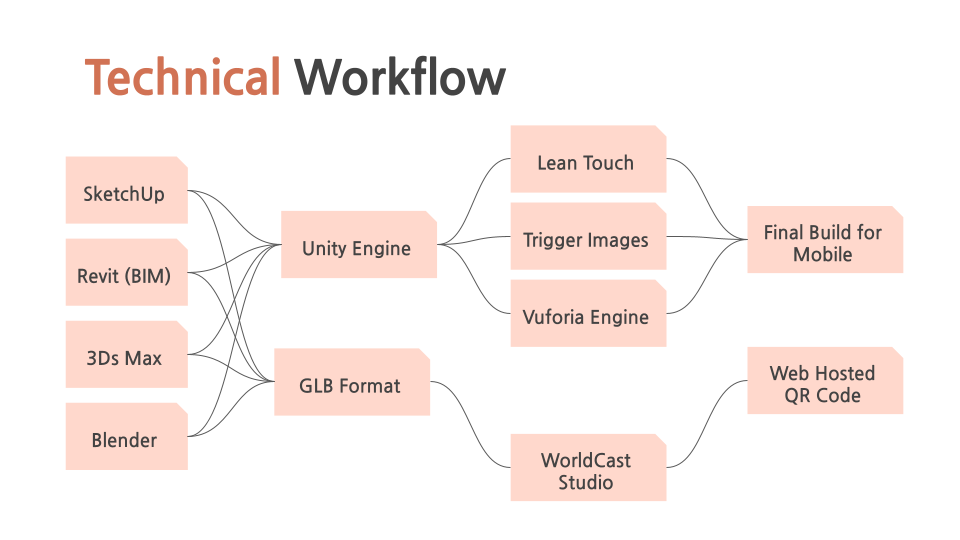 Technical Workflow
SketchUp
Revit (BIM)
3Ds Max
Blender
Unity Engine
GLB Format
Lean Touch
Trigger Images
Vuforia Engine
WorldCast
Studio
Final Build for
Mobile
Web Hosted
QR Code